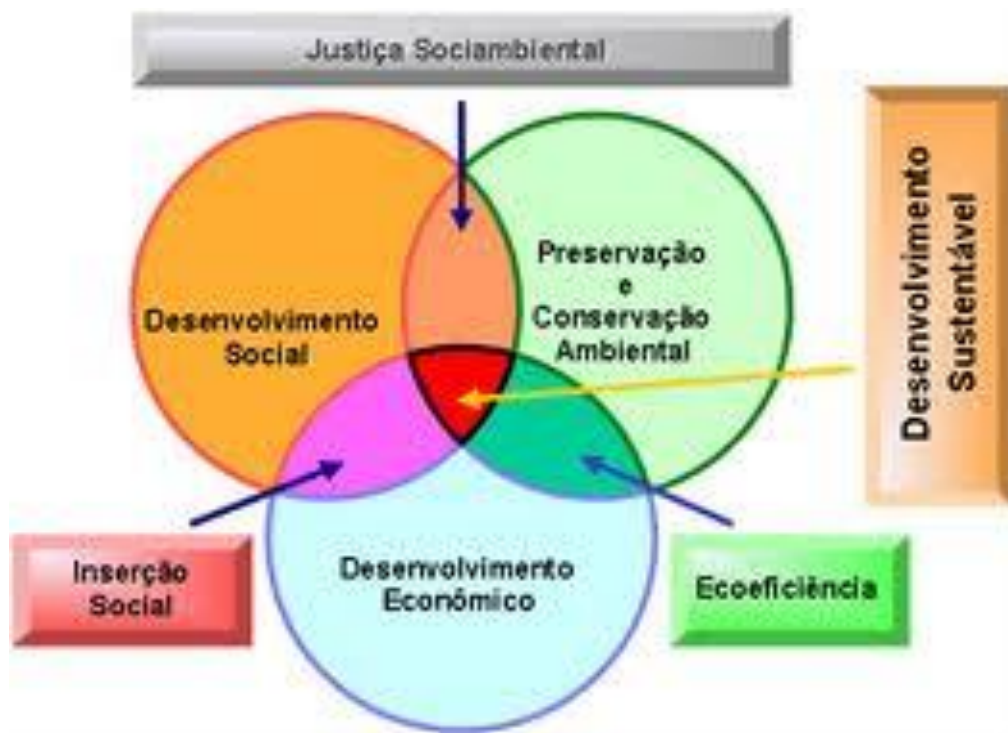 Justiça Sociambiental
Desenvolvimento
Social
Preservação
e
Conservação
Ambiental
Desenvolvimento
Sustentável
Inserção
Social
Desenvolvimento
Econômico
Ecoeficiência